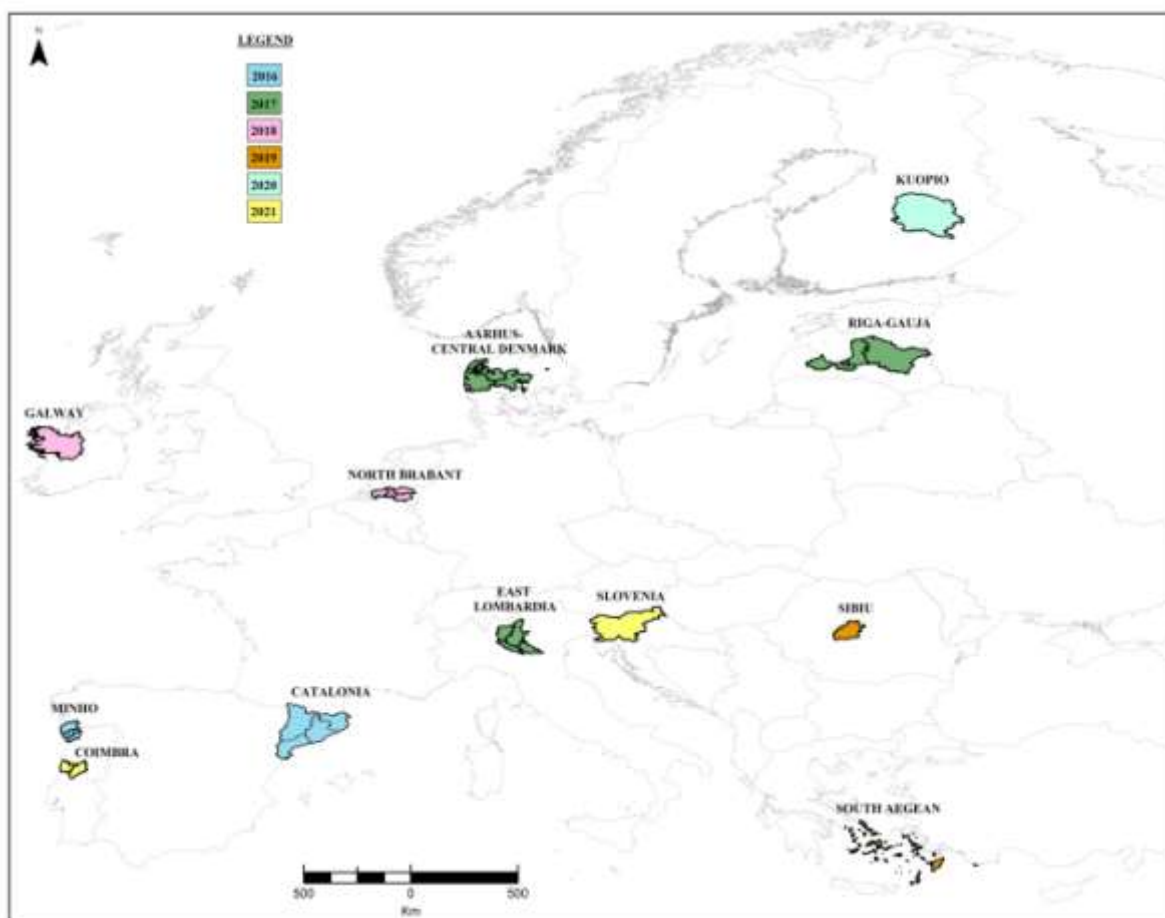 N
LEGEND
2016
2017
2018
2019
2020
2021
KUOPIO
RIGA-GAUJA
AARHUS-
CENTRAL DENMARK
GALWAY
NORTH BRABANT
EAST
LOMBARDIA
SLOVENIA
SIBIU
CATALONIA
MINHO
COIMBRA
SOUTH AEGEAN
500 0 500
Km